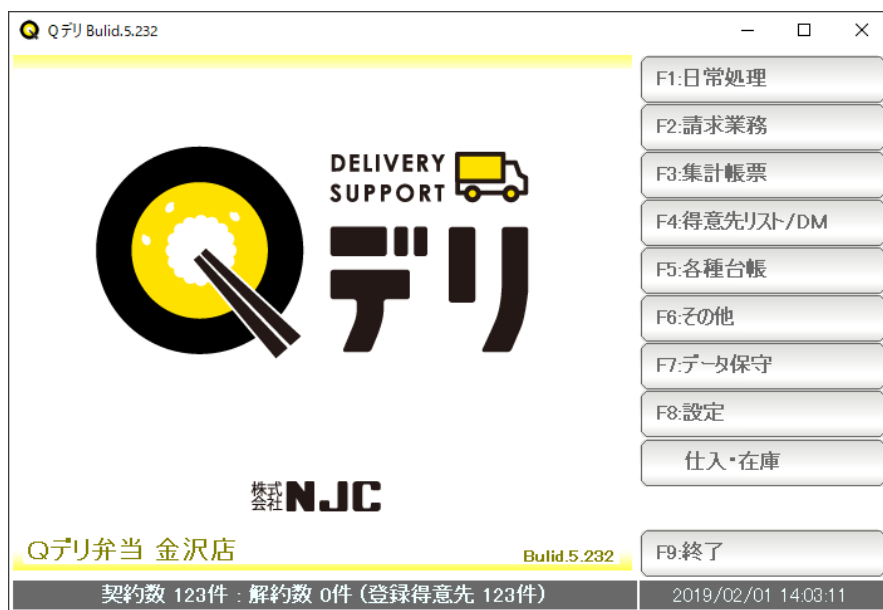 Qデリ Bulid.5.232
F1:日常処理
F2:請求業務
F3:集計帳票
F4:得意先リスト/DM
F5:各種台帳
F6:その他
F7:データ保守
F8:設定
仕入・在庫
F9:終了
DELIVERY
SUPPORT
Qデリ
株式会社NJC
Qデリ弁当 金沢店
Bulid.5.232
契約数 123件 : 解約数 0件 (登録得意先 123件)
2019/02/01 14:03:11